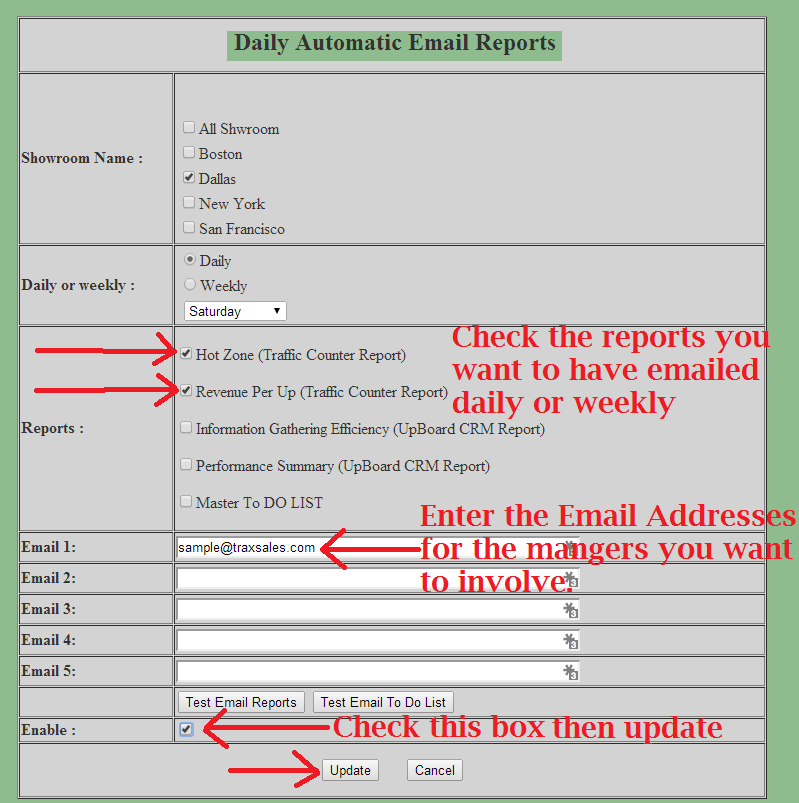 Daily Automatic Email Reports
Showroom Name :
All Shwroom
Boston
Dallas
New York
San Francisco
Daily or weekly :
Daily
Weekly
Saturday
Reports :
Hot Zone (Traffic Counter Report)
Revenue Per Up (Traffic Counter Report)
Information Gathering Efficiency (UpBoard CRM Report)
Performance Summary (UpBoard CRM Report)
Master To DO LIST
Check the reports you
want to have emailed
daily or weekly
Email 1:
sample@traxsales.com
Enter the Email Addresses
for the mangers you want
to involve.
Email 2:
3
Email 3:
3
Email 4:
3
Email 5:
3
Test Email Reports
Test Email To Do List
Enable :
Check this box then update
Update
Cancel